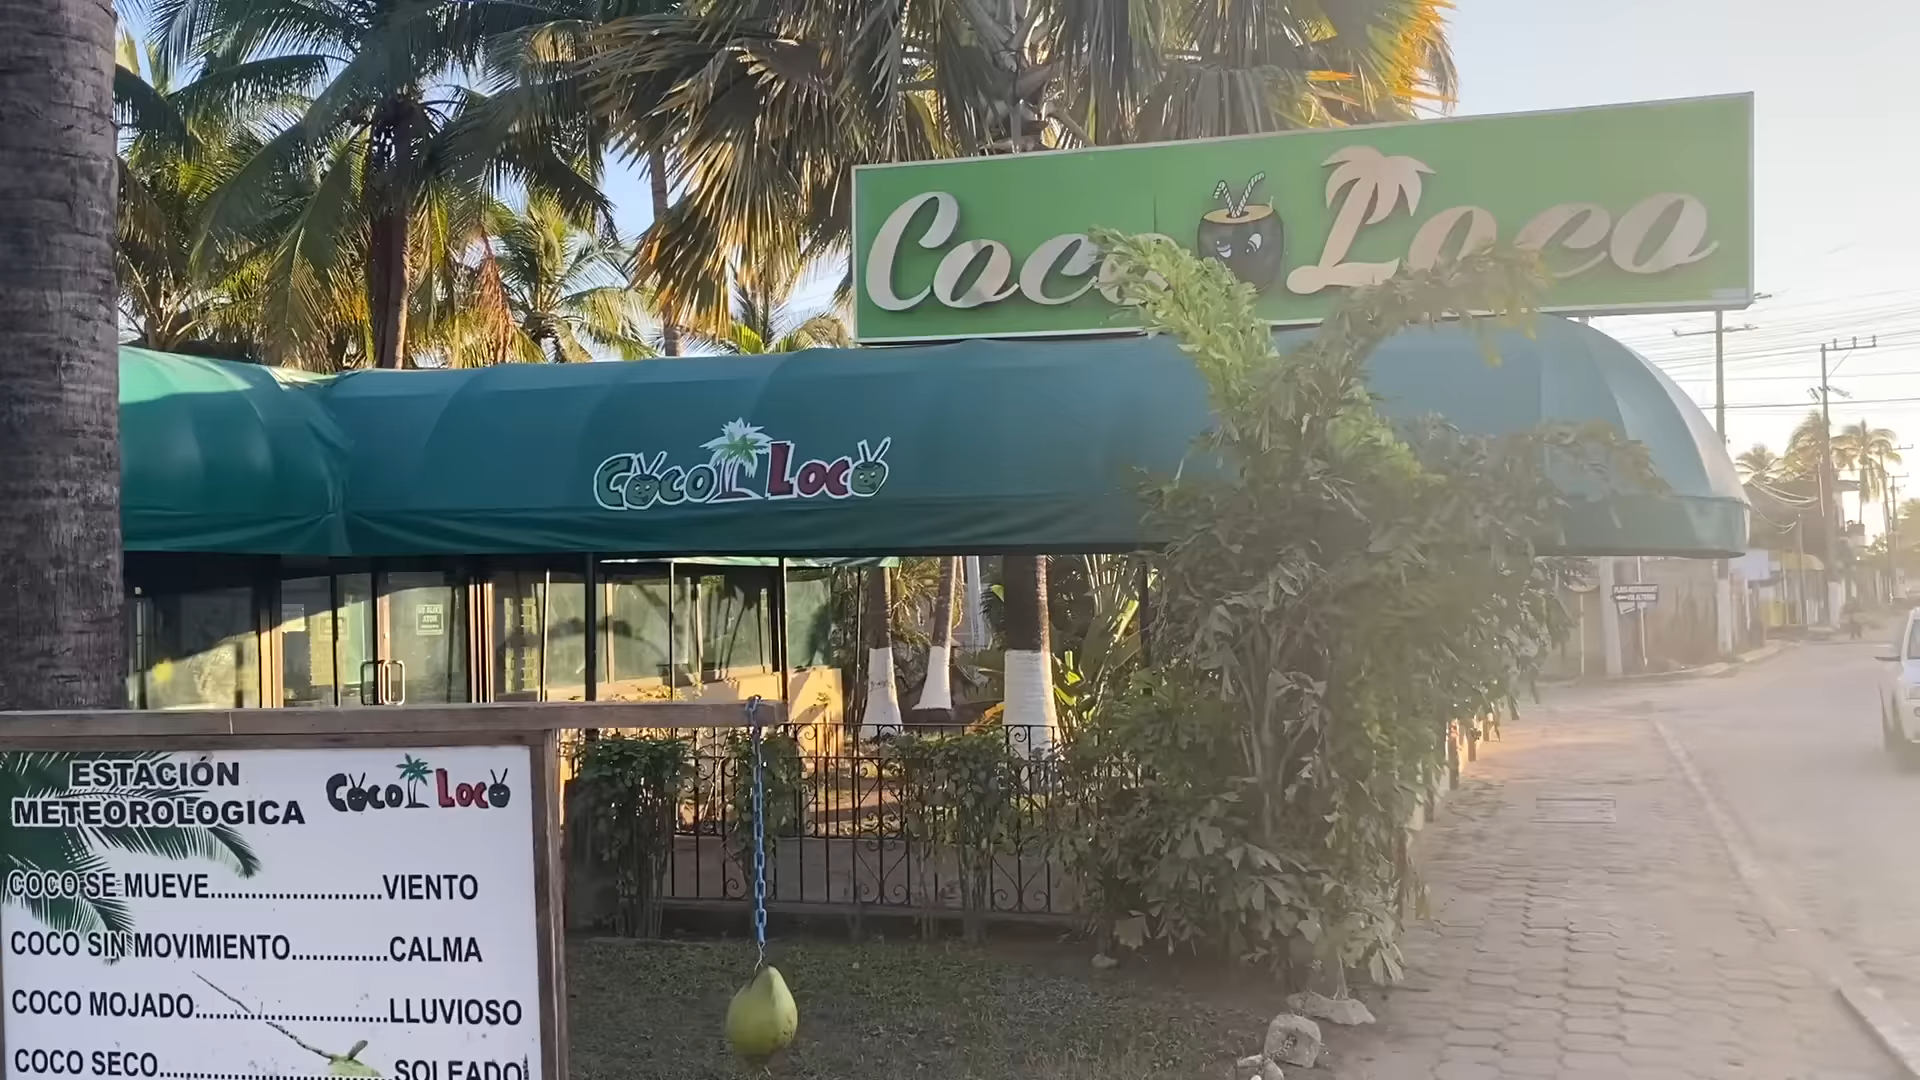 Coco Loco
Coco Loco
ESTACIÓN
METEOROLOGICA
Coco Loco
COCO SE MUEVE......................VIENTO
COCO SIN MOVIMIENTO............CALMA
COCO MOJADO.........................LLUVIOSO
COCO SECO..............................SOLEADO